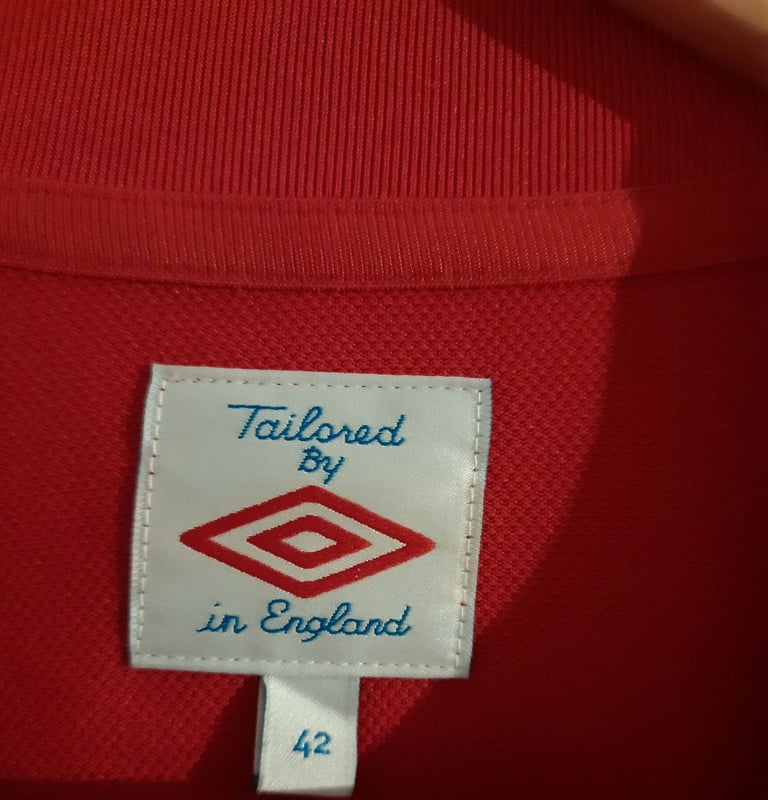 Tailored
By
in England
42